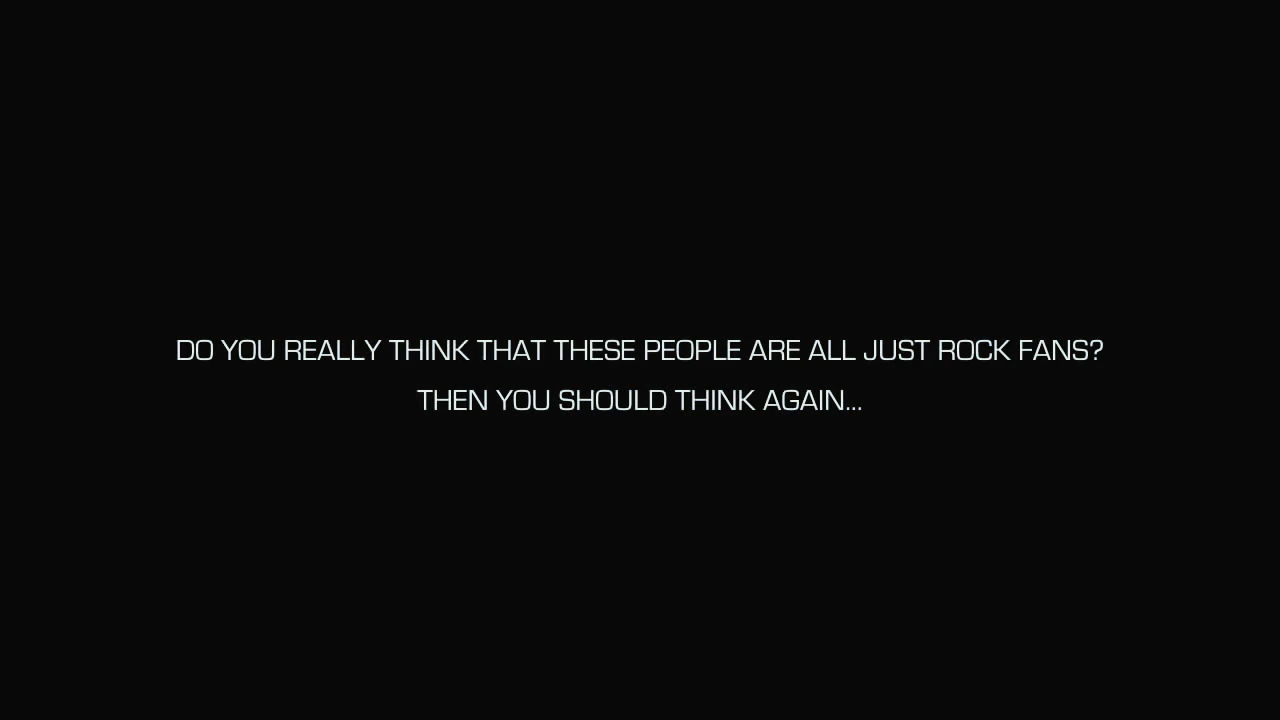 DO YOU REALLY THINK THAT THESE PEOPLE ARE ALL JUST ROCK FANS?
THEN YOU SHOULD THINK AGAIN...